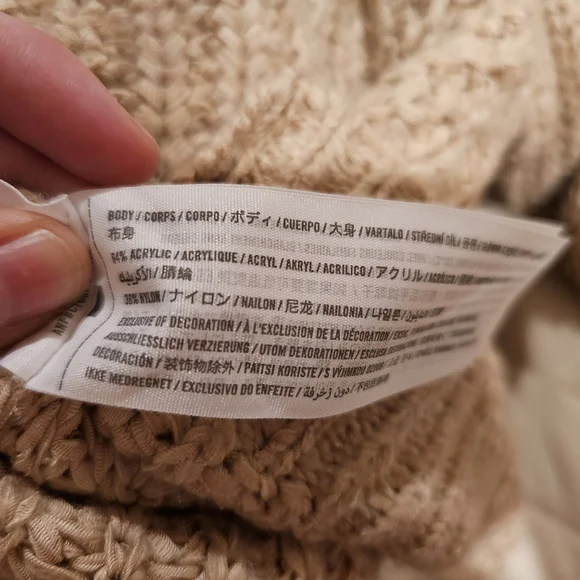 BODY / CORPS / CORPO / ボディ / CUERPO / 大身 / VARTALO / STŘEDNÍ DÍL /
布身
64% ACRYLIC / ACRYLIQUE / ACRYL / AKRYL / ACRILICO / アクリル / ACRÍLICO /
الأكريليك / 腈綸
36% NYLON / ナイロン / NAILON / 尼龙 / NAILONIA / 나일론 / النايلون
EXCLUSIVE OF DECORATION / À L'EXCLUSION DE LA DÉCORATION /
AUSSCHLIESSLICH VERZIERUNG / UTOM DEKORATIONEN /
DECORACIÓN / 装饰物除外 / PAITSI KORISTE / S VÝJIMKOU
IKKE MEDREGNET / EXCLUSIVO DO ENFEITE / دون زخرفة /